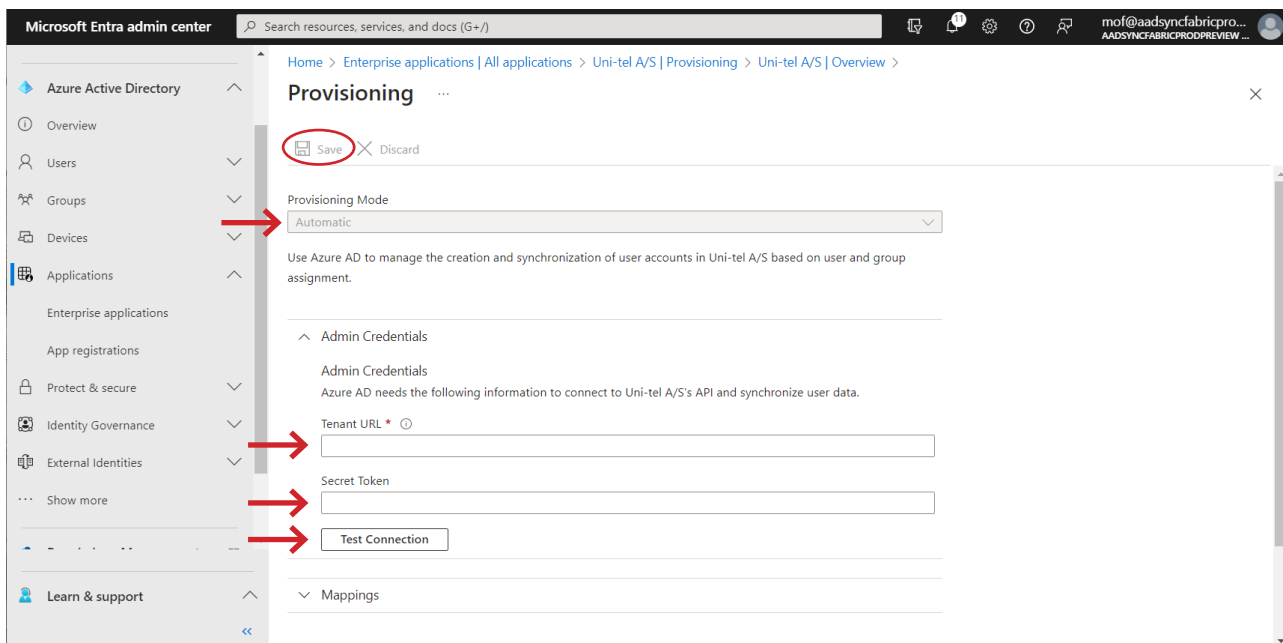 Microsoft Entra admin center
Search resources, services, and docs (G+/)
11
mof@aadsyncfabricpro...
AADSYNCFABRICPRODPREVIEW ...
Home > Enterprise applications | All applications > Uni-tel A/S | Provisioning > Uni-tel A/S | Overview >
Provisioning ...
Save
Discard
Azure Active Directory
Overview
Users
Groups
Devices
Applications
Enterprise applications
App registrations
Protect & secure
Identity Governance
External Identities
... Show more
Learn & support
Provisioning Mode
Automatic
Use Azure AD to manage the creation and synchronization of user accounts in Uni-tel A/S based on user and group
assignment.
Admin Credentials
Admin Credentials
Azure AD needs the following information to connect to Uni-tel A/S's API and synchronize user data.
Tenant URL *
Secret Token
Test Connection
Mappings